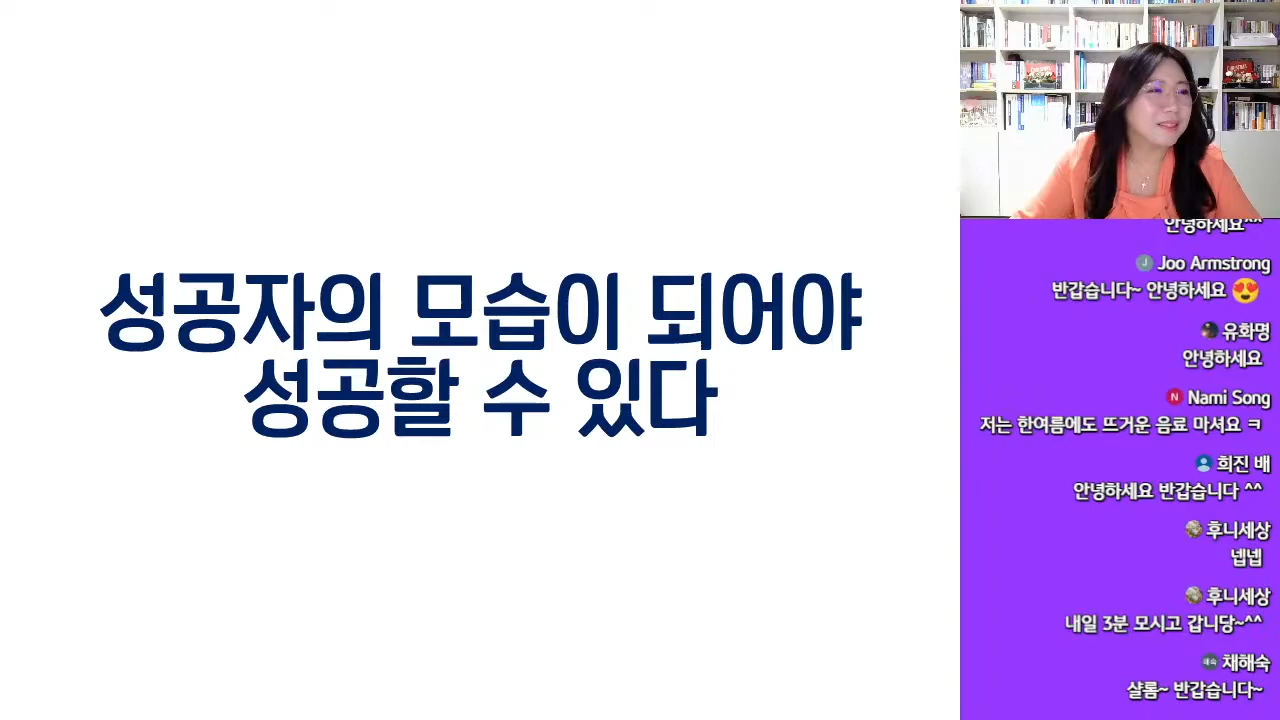 성공자의 모습이 되어야
성공할 수 있다
안녕하세요^^
J Joo Armstrong
반갑습니다~ 안녕하세요 😍
유화명
안녕하세요
N Nami Song
저는 한여름에도 뜨거운 음료 마셔요 ㅋ
희진 배
안녕하세요 반갑습니다 ^^
후니세상
넵넵
후니세상
내일 3분 모시고 갑니당~^^
해숙 채해숙
샬롬~ 반갑습니다~